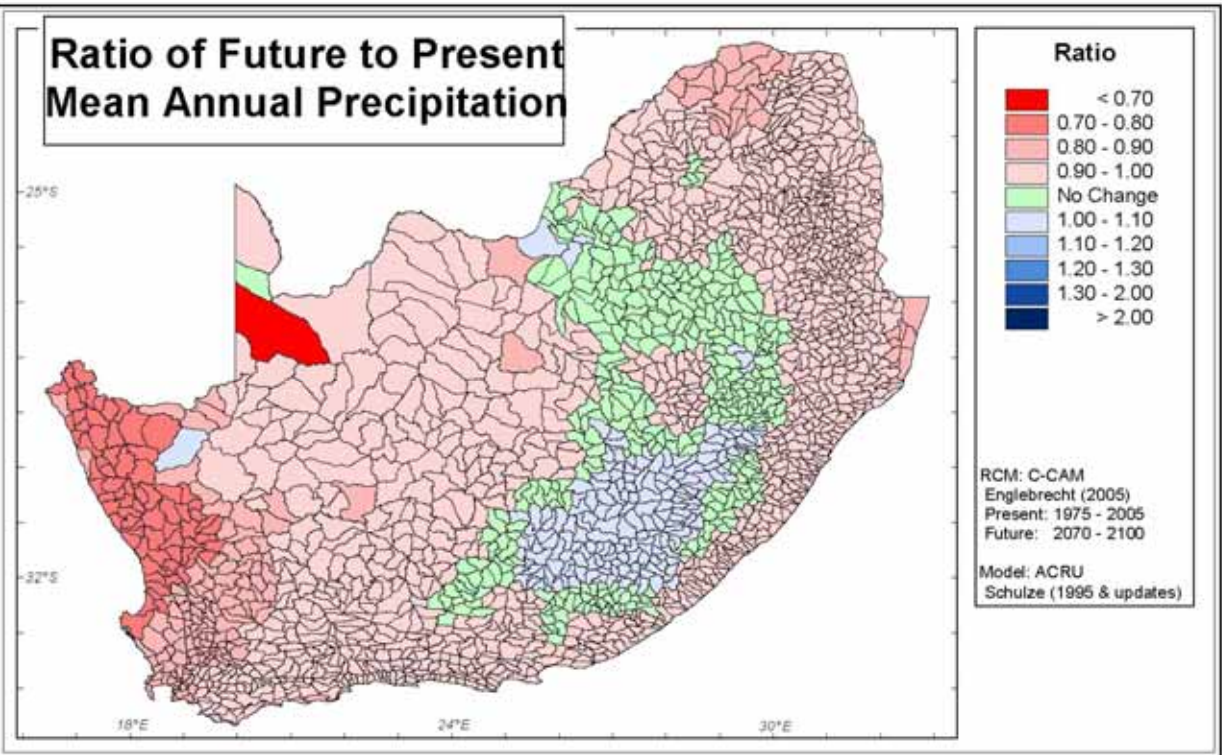 Ratio of Future to Present
Mean Annual Precipitation
Ratio
< 0.70
0.70 - 0.80
0.80 - 0.90
0.90 - 1.00
No Change
1.00 - 1.10
1.10 - 1.20
1.20 - 1.30
1.30 - 2.00
> 2.00
25°S
32°S
18°E
24°E
30°E
RCM: C-CAM
Englebrecht (2005)
Present: 1975 - 2005
Future: 2070 - 2100
Model: ACRU
Schulze (1995 & updates)